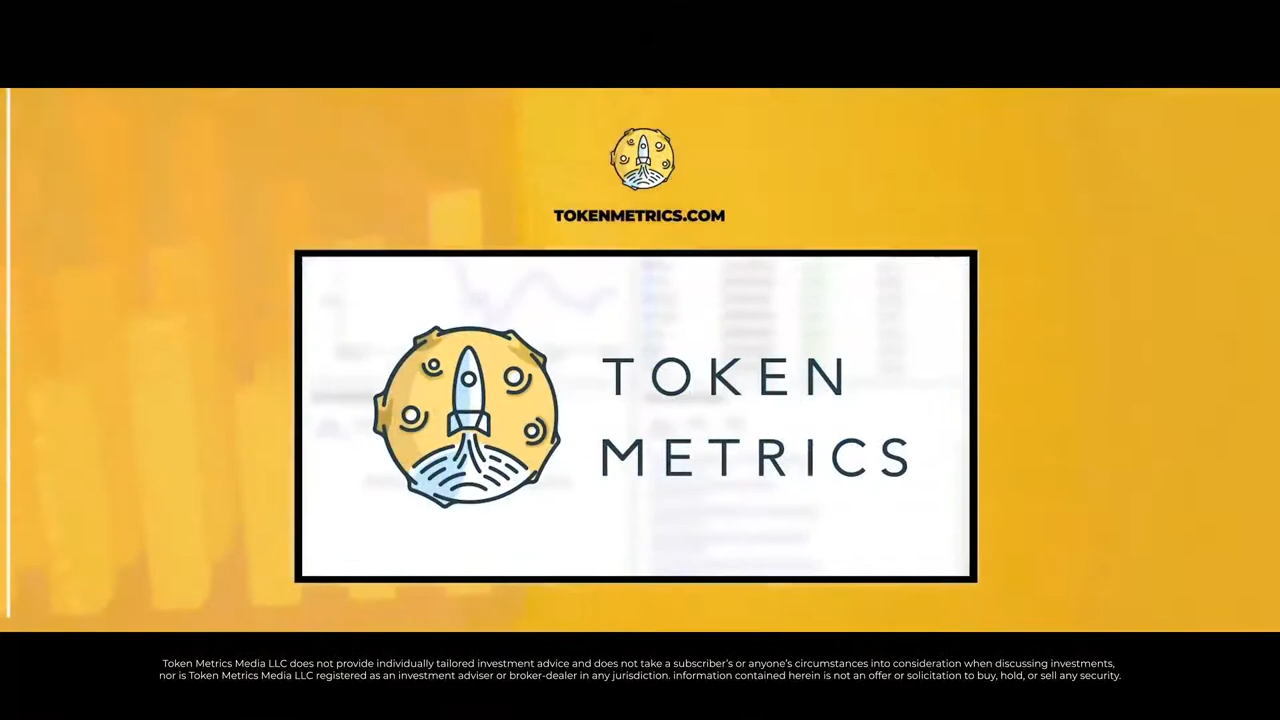 TOKENMETRICS.COM
TOKEN
METRICS
Token Metrics Media LLC does not provide individually tailored investment advice and does not take a subscriber's or anyone's circumstances into consideration when discussing investments,
nor is Token Metrics Media LLC registered as an investment adviser or broker-dealer in any jurisdiction. information contained herein is not an offer or solicitation to buy, hold, or sell any security.